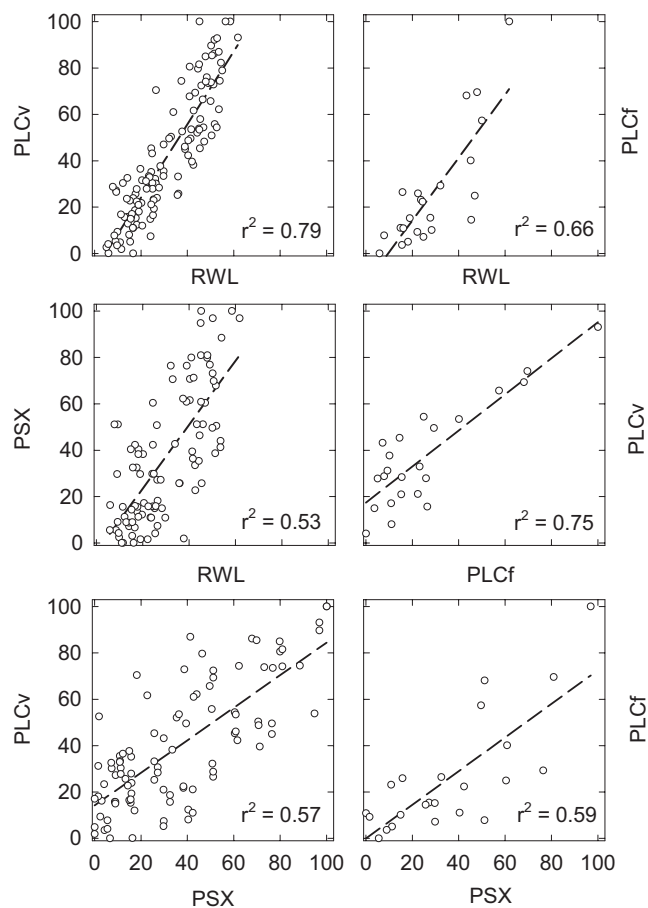 100
80
60
40
20
0
PLCv
r² = 0.79
RWL
PLCf
r² = 0.66
RWL
100
80
60
40
20
0
PSX
r² = 0.53
RWL
PLCv
r² = 0.75
PLCf
100
80
60
40
20
0
PLCv
r² = 0.57
0 20 40 60 80 100
PSX
PLCf
r² = 0.59
0 20 40 60 80 100
PSX